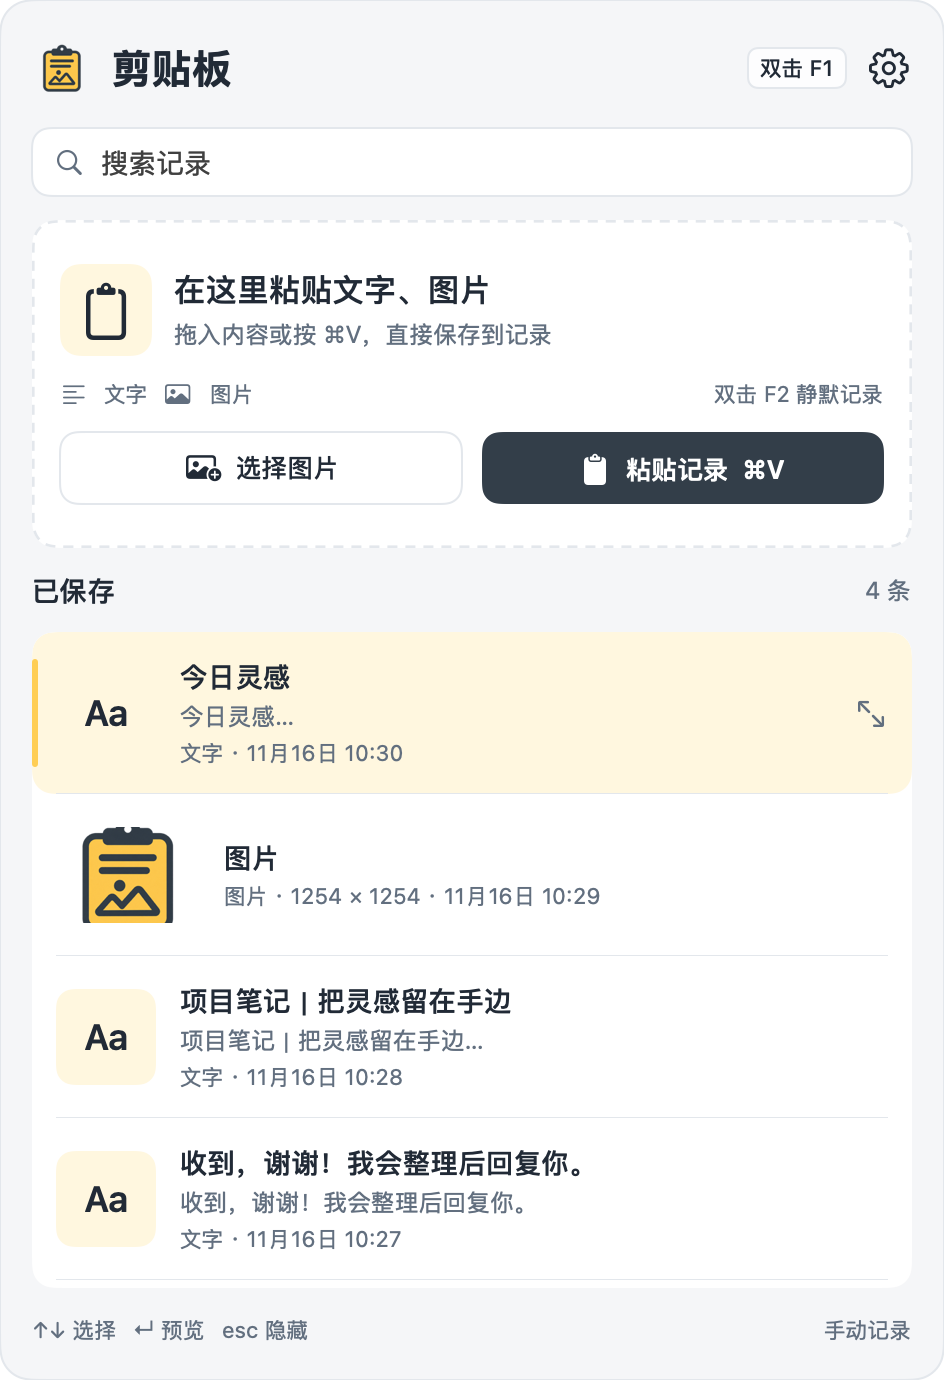 剪贴板
双击 F1
搜索记录
在这里粘贴文字、图片
拖入内容或按 ⌘V，直接保存到记录
文字 图片 双击 F2 静默记录
选择图片
粘贴记录 ⌘V
已保存 4 条
Aa
今日灵感
今日灵感...
文字 · 11月16日 10:30
图片
图片 · 1254 × 1254 · 11月16日 10:29
Aa
项目笔记 | 把灵感留在手边
项目笔记 | 把灵感留在手边...
文字 · 11月16日 10:28
Aa
收到，谢谢！我会整理后回复你。
收到，谢谢！我会整理后回复你。
文字 · 11月16日 10:27
↑↓ 选择 ↵ 预览 esc 隐藏 手动记录